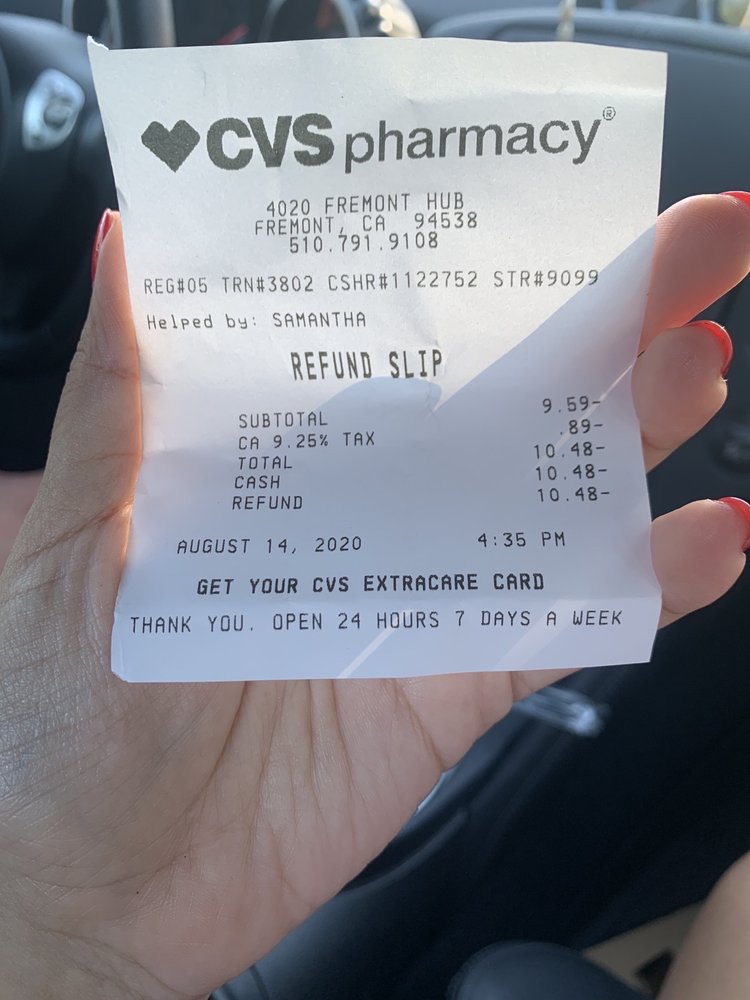 CVS pharmacy®
4020 FREMONT HUB
FREMONT, CA 94538
510.791.9108
REG#05 TRN#3802 CSHR#1122752 STR#9099
Helped by: SAMANTHA
REFUND SLIP
SUBTOTAL 9.59-
CA 9.25% TAX .89-
TOTAL 10.48-
CASH 10.48-
REFUND 10.48-
AUGUST 14, 2020 4:35 PM
GET YOUR CVS EXTRACARE CARD
THANK YOU. OPEN 24 HOURS 7 DAYS A WEEK